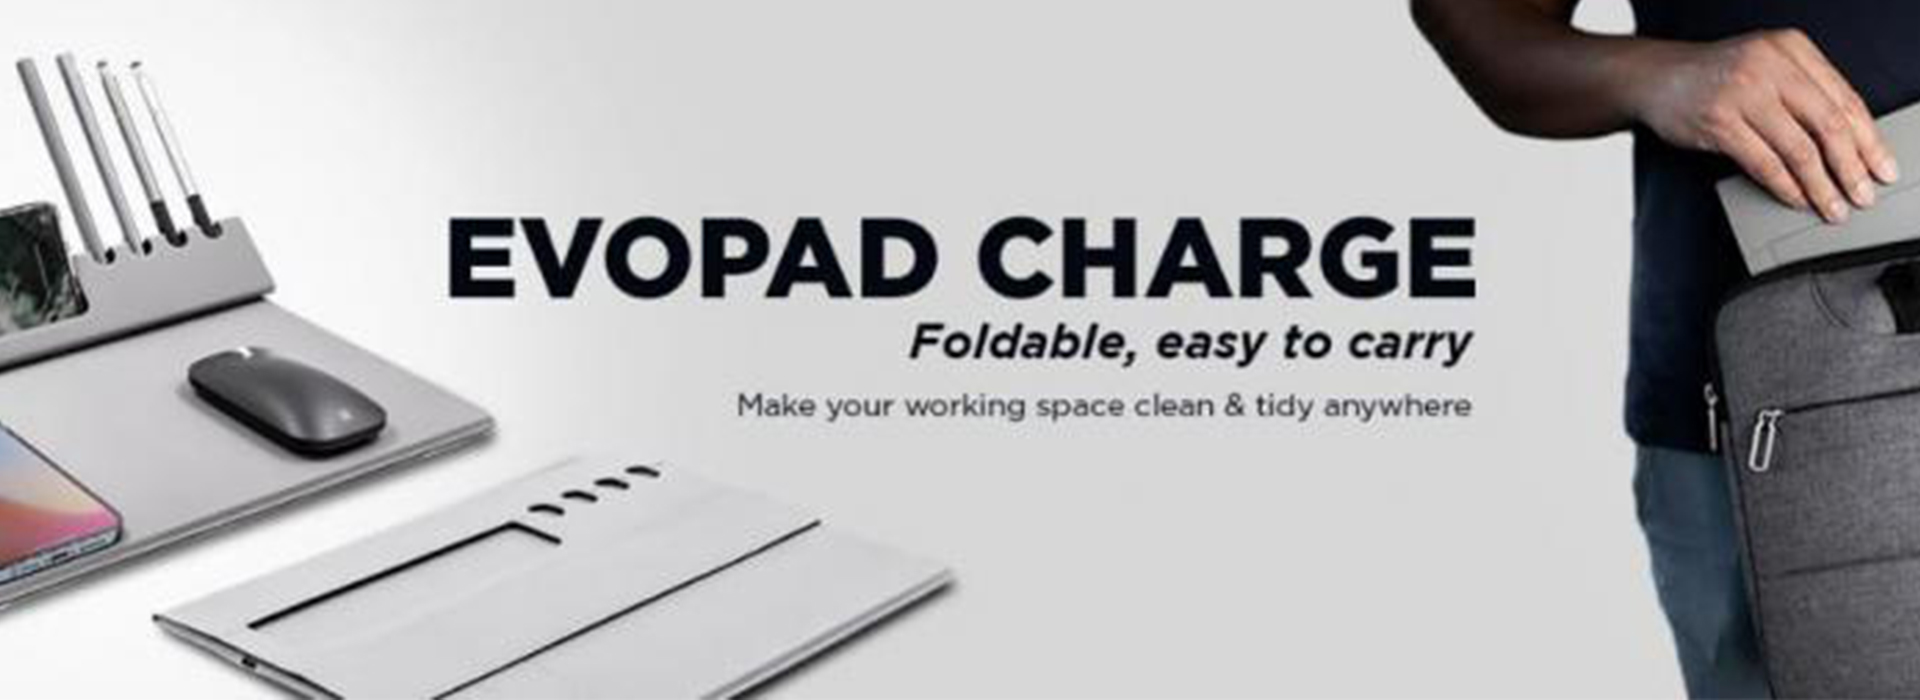 EVOPAD CHARGE
Foldable, easy to carry
Make your working space clean & tidy anywhere